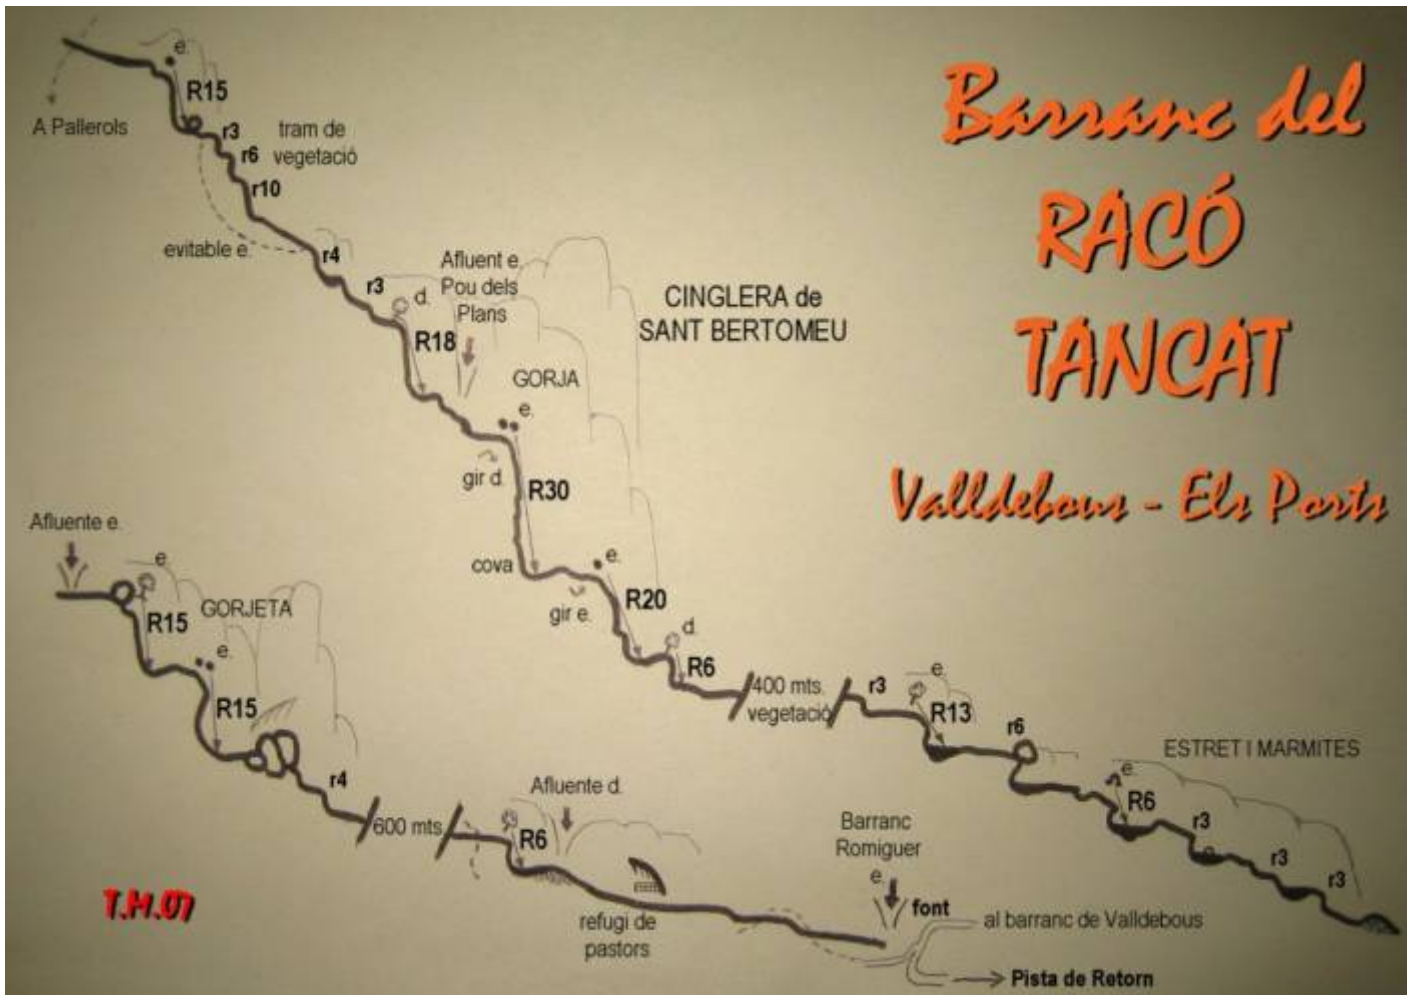 Barranc del
RACÓ
TANCAT
Valldebous - Els Ports
e.
R15
A Pallerols
r3
tram de
r6 vegetació
r10
evitable e.
r4
Afluent e.
Pou dels
Plans
r3
d.
R18
CINGLERA de
SANT BERTOMEU
GORJA
e.
gir d.
R30
cova
e.
gir e.
R20
d.
R6
400 mts.
vegetació
r3
e.
R13
r6
ESTRET I MARMITES
e.
R6
r3
r3
r3
Afluente e.
e.
R15
GORJETA
e.
R15
r4
600 mts.
Afluente d.
R6
refugi de
pastors
Barranc
Romiguer
e.
font
al barranc de Valldebous
Pista de Retorn
T.M.07